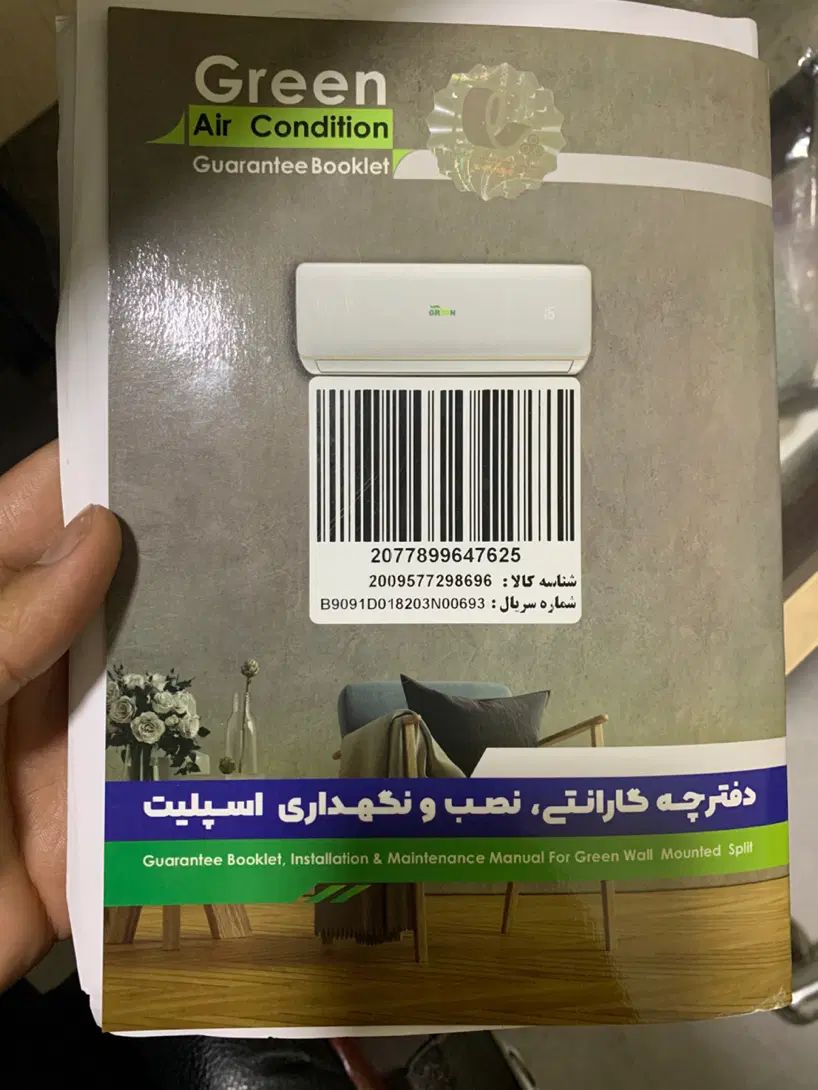 Green
Air Condition
Guarantee Booklet
GREEN
2077899647625
شناسه کالا : 2009577298696
شماره سریال : B9091D018203N00693
دفترچه گارانتی، نصب و نگهداری اسپلیت
Guarantee Booklet, Installation & Maintenance Manual For Green Wall Mounted Split